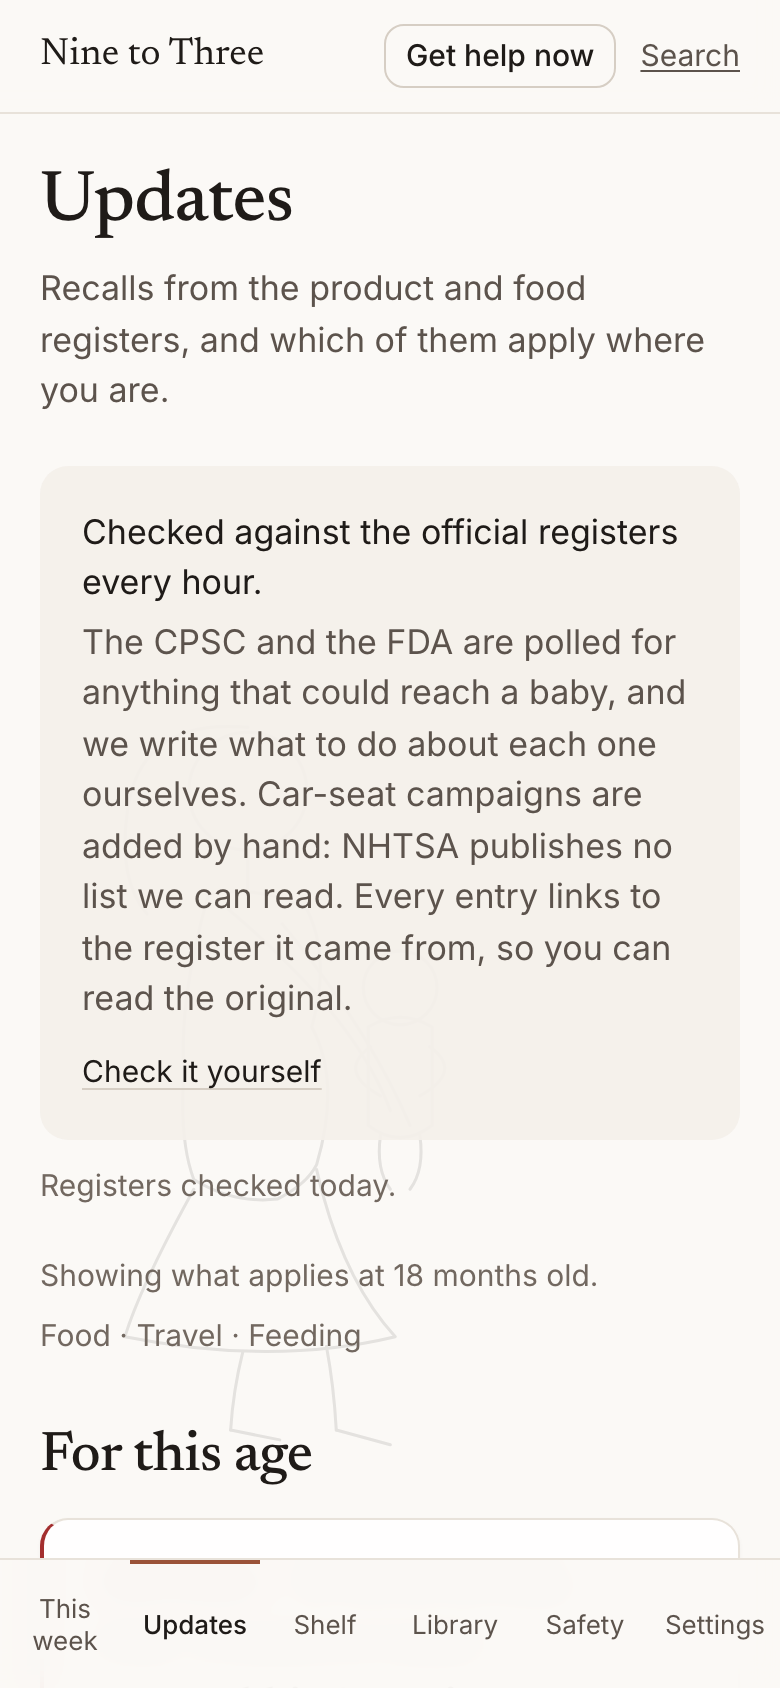 Nine to Three
Get help now
Search
Updates
Recalls from the product and food
registers, and which of them apply where
you are.
Checked against the official registers
every hour.
The CPSC and the FDA are polled for
anything that could reach a baby, and
we write what to do about each one
ourselves. Car-seat campaigns are
added by hand: NHTSA publishes no
list we can read. Every entry links to
the register it came from, so you can
read the original.
Check it yourself
Registers checked today.
Showing what applies at 18 months old.
Food · Travel · Feeding
For this age
This
week
Updates
Shelf
Library
Safety
Settings